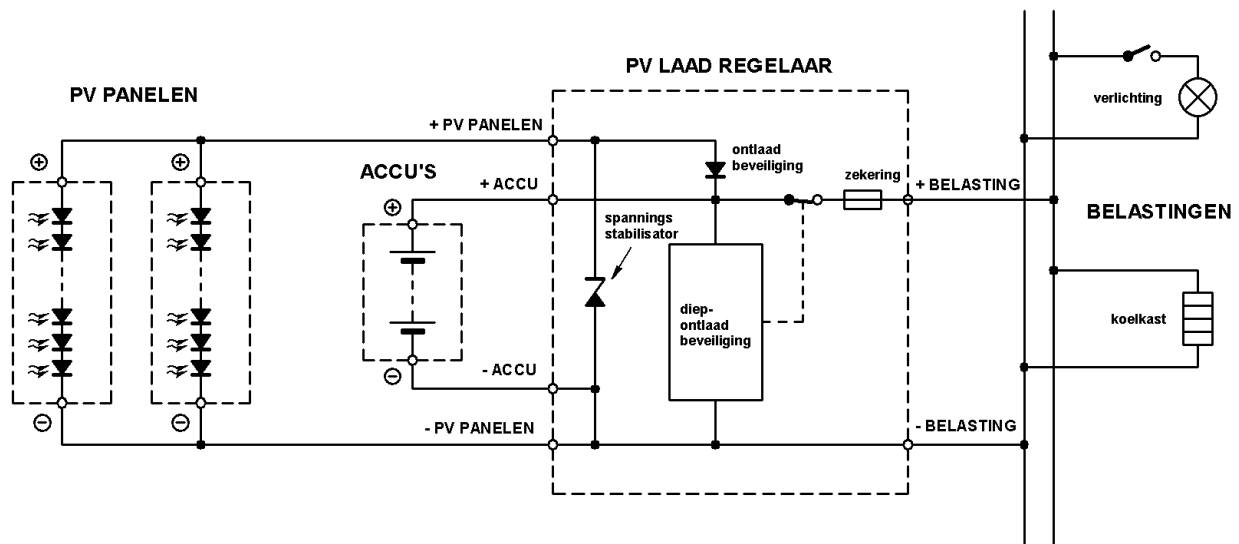 PV PANELEN
PV LAAD REGELAAR
+ PV PANELEN
ACCU'S
+ ACCU
ontlaad
beveiliging
zekering
+ BELASTING
verlichting
BELASTINGEN
spannings
stabilisator
diep-
ontlaad
beveiliging
koelkast
- ACCU
- PV PANELEN
- BELASTING